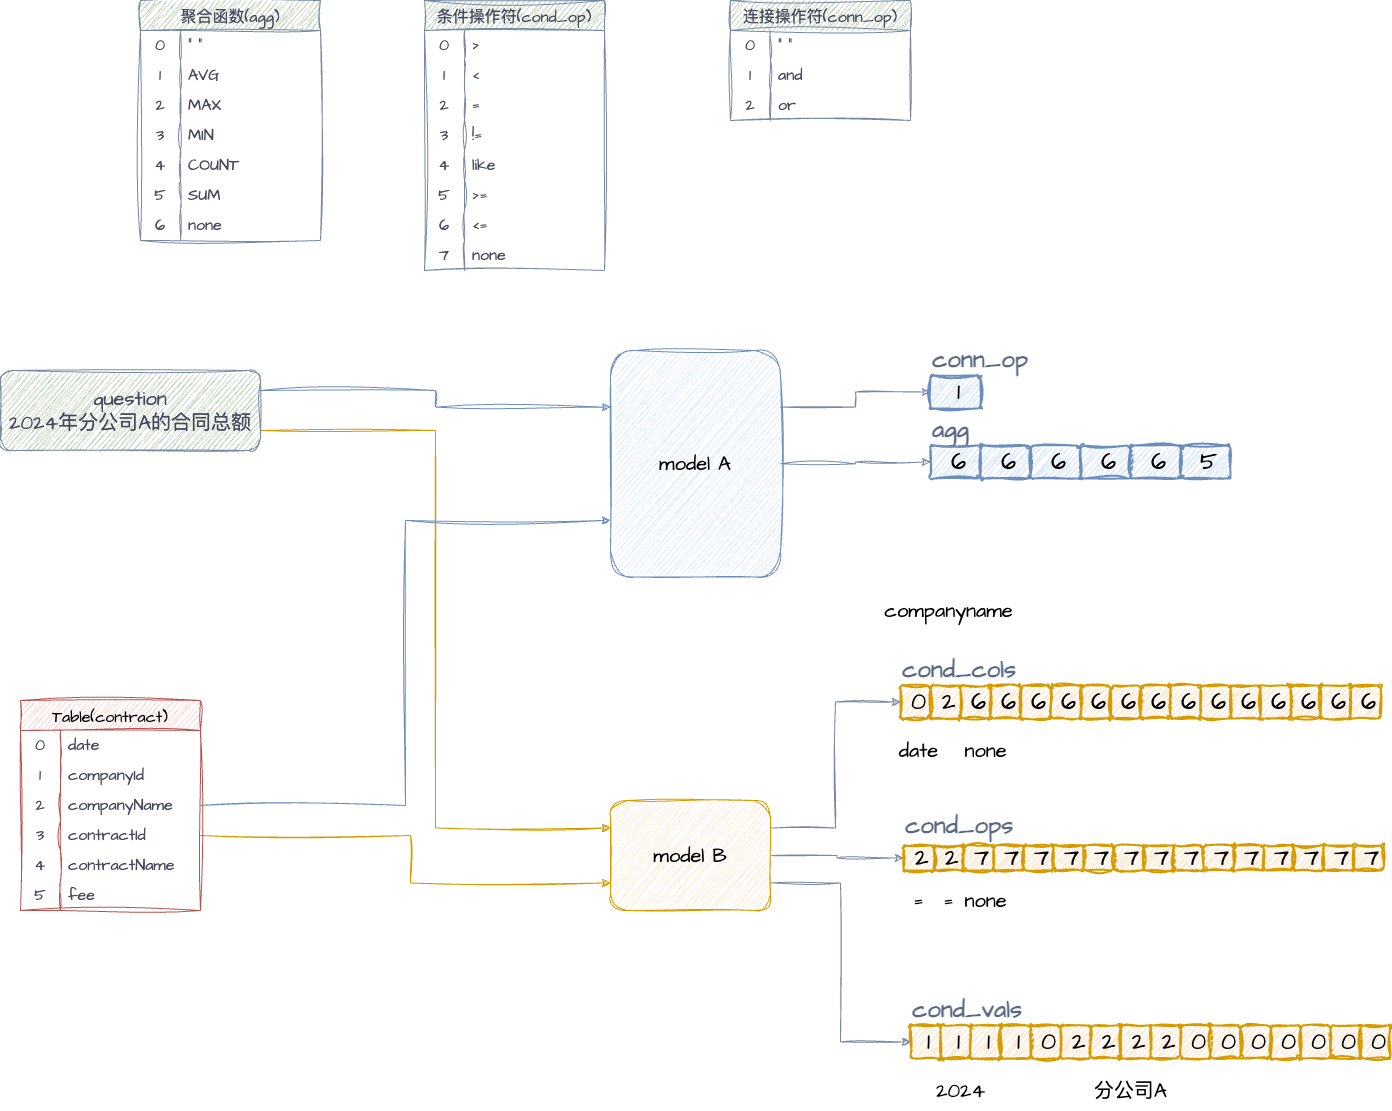 聚合函数(agg)
0 " "
1 AVG
2 MAX
3 MIN
4 COUNT
5 SUM
6 none
条件操作符(cond_op)
0 >
1 <
2 =
3 !=
4 like
5 >=
6 <=
7 none
连接操作符(conn_op)
0 " "
1 and
2 or
question
2024年分公司A的合同总额
model A
conn_op
1
agg
6 6 6 6 6 5
companyname
cond_cols
0 2 6 6 6 6 6 6 6 6 6 6 6 6 6 6
date none
Table(contract)
0 date
1 companyId
2 companyName
3 contractId
4 contractName
5 fee
model B
cond_ops
2 2 7 7 7 7 7 7 7 7 7 7 7 7 7 7
= = none
cond_vals
1 1 1 1 0 2 2 2 2 0 0 0 0 0 0 0
2024 分公司A